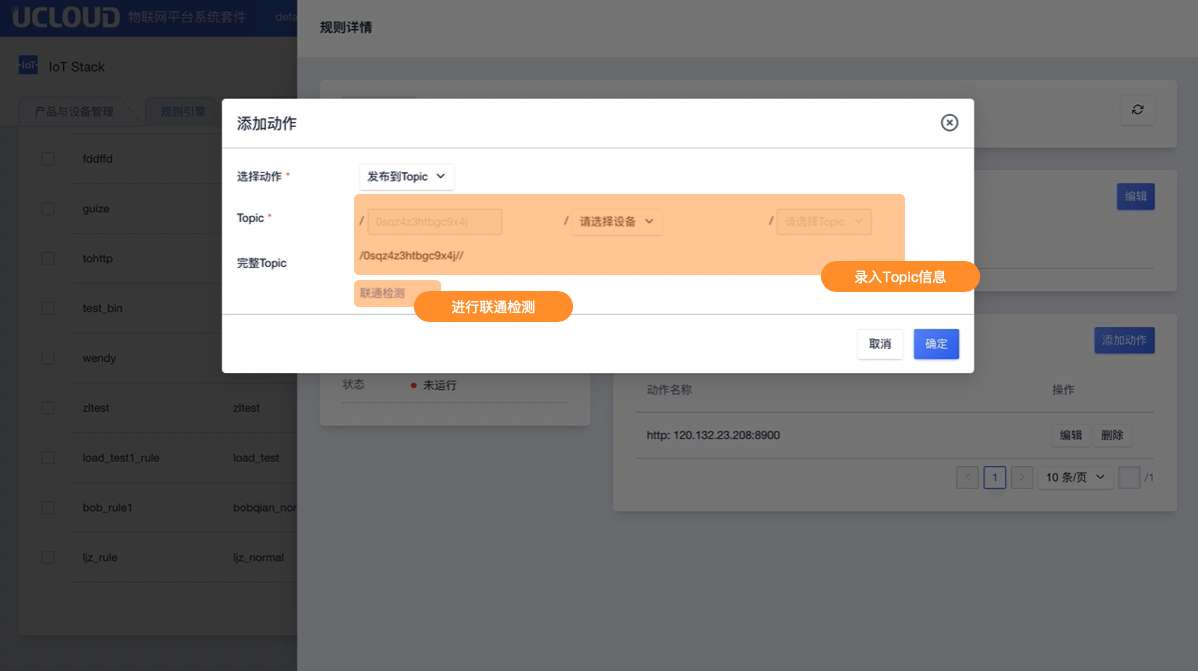 UCLOUD 物联网平台系统套件 defa
规则详情
IoT IoT Stack
产品与设备管理 规则引擎
添加动作
fddffd
选择动作 * 发布到Topic
编辑
guize
Topic * / 0sqz4z3htbgc9x4j / 请选择设备 / 请选择Topic
/0sqz4z3htbgc9x4j//
tohttp
完整Topic
录入Topic信息
联通检测
进行联通检测
test_bin
取消 确定
添加动作
wendy
状态 未运行
动作名称 操作
zltest zltest
http: 120.132.23.208:8900 编辑 删除
load_test1_rule load_test
< 1 > 10 条/页 /1
bob_rule1 bobqian_nor
ljz_rule ljz_normal